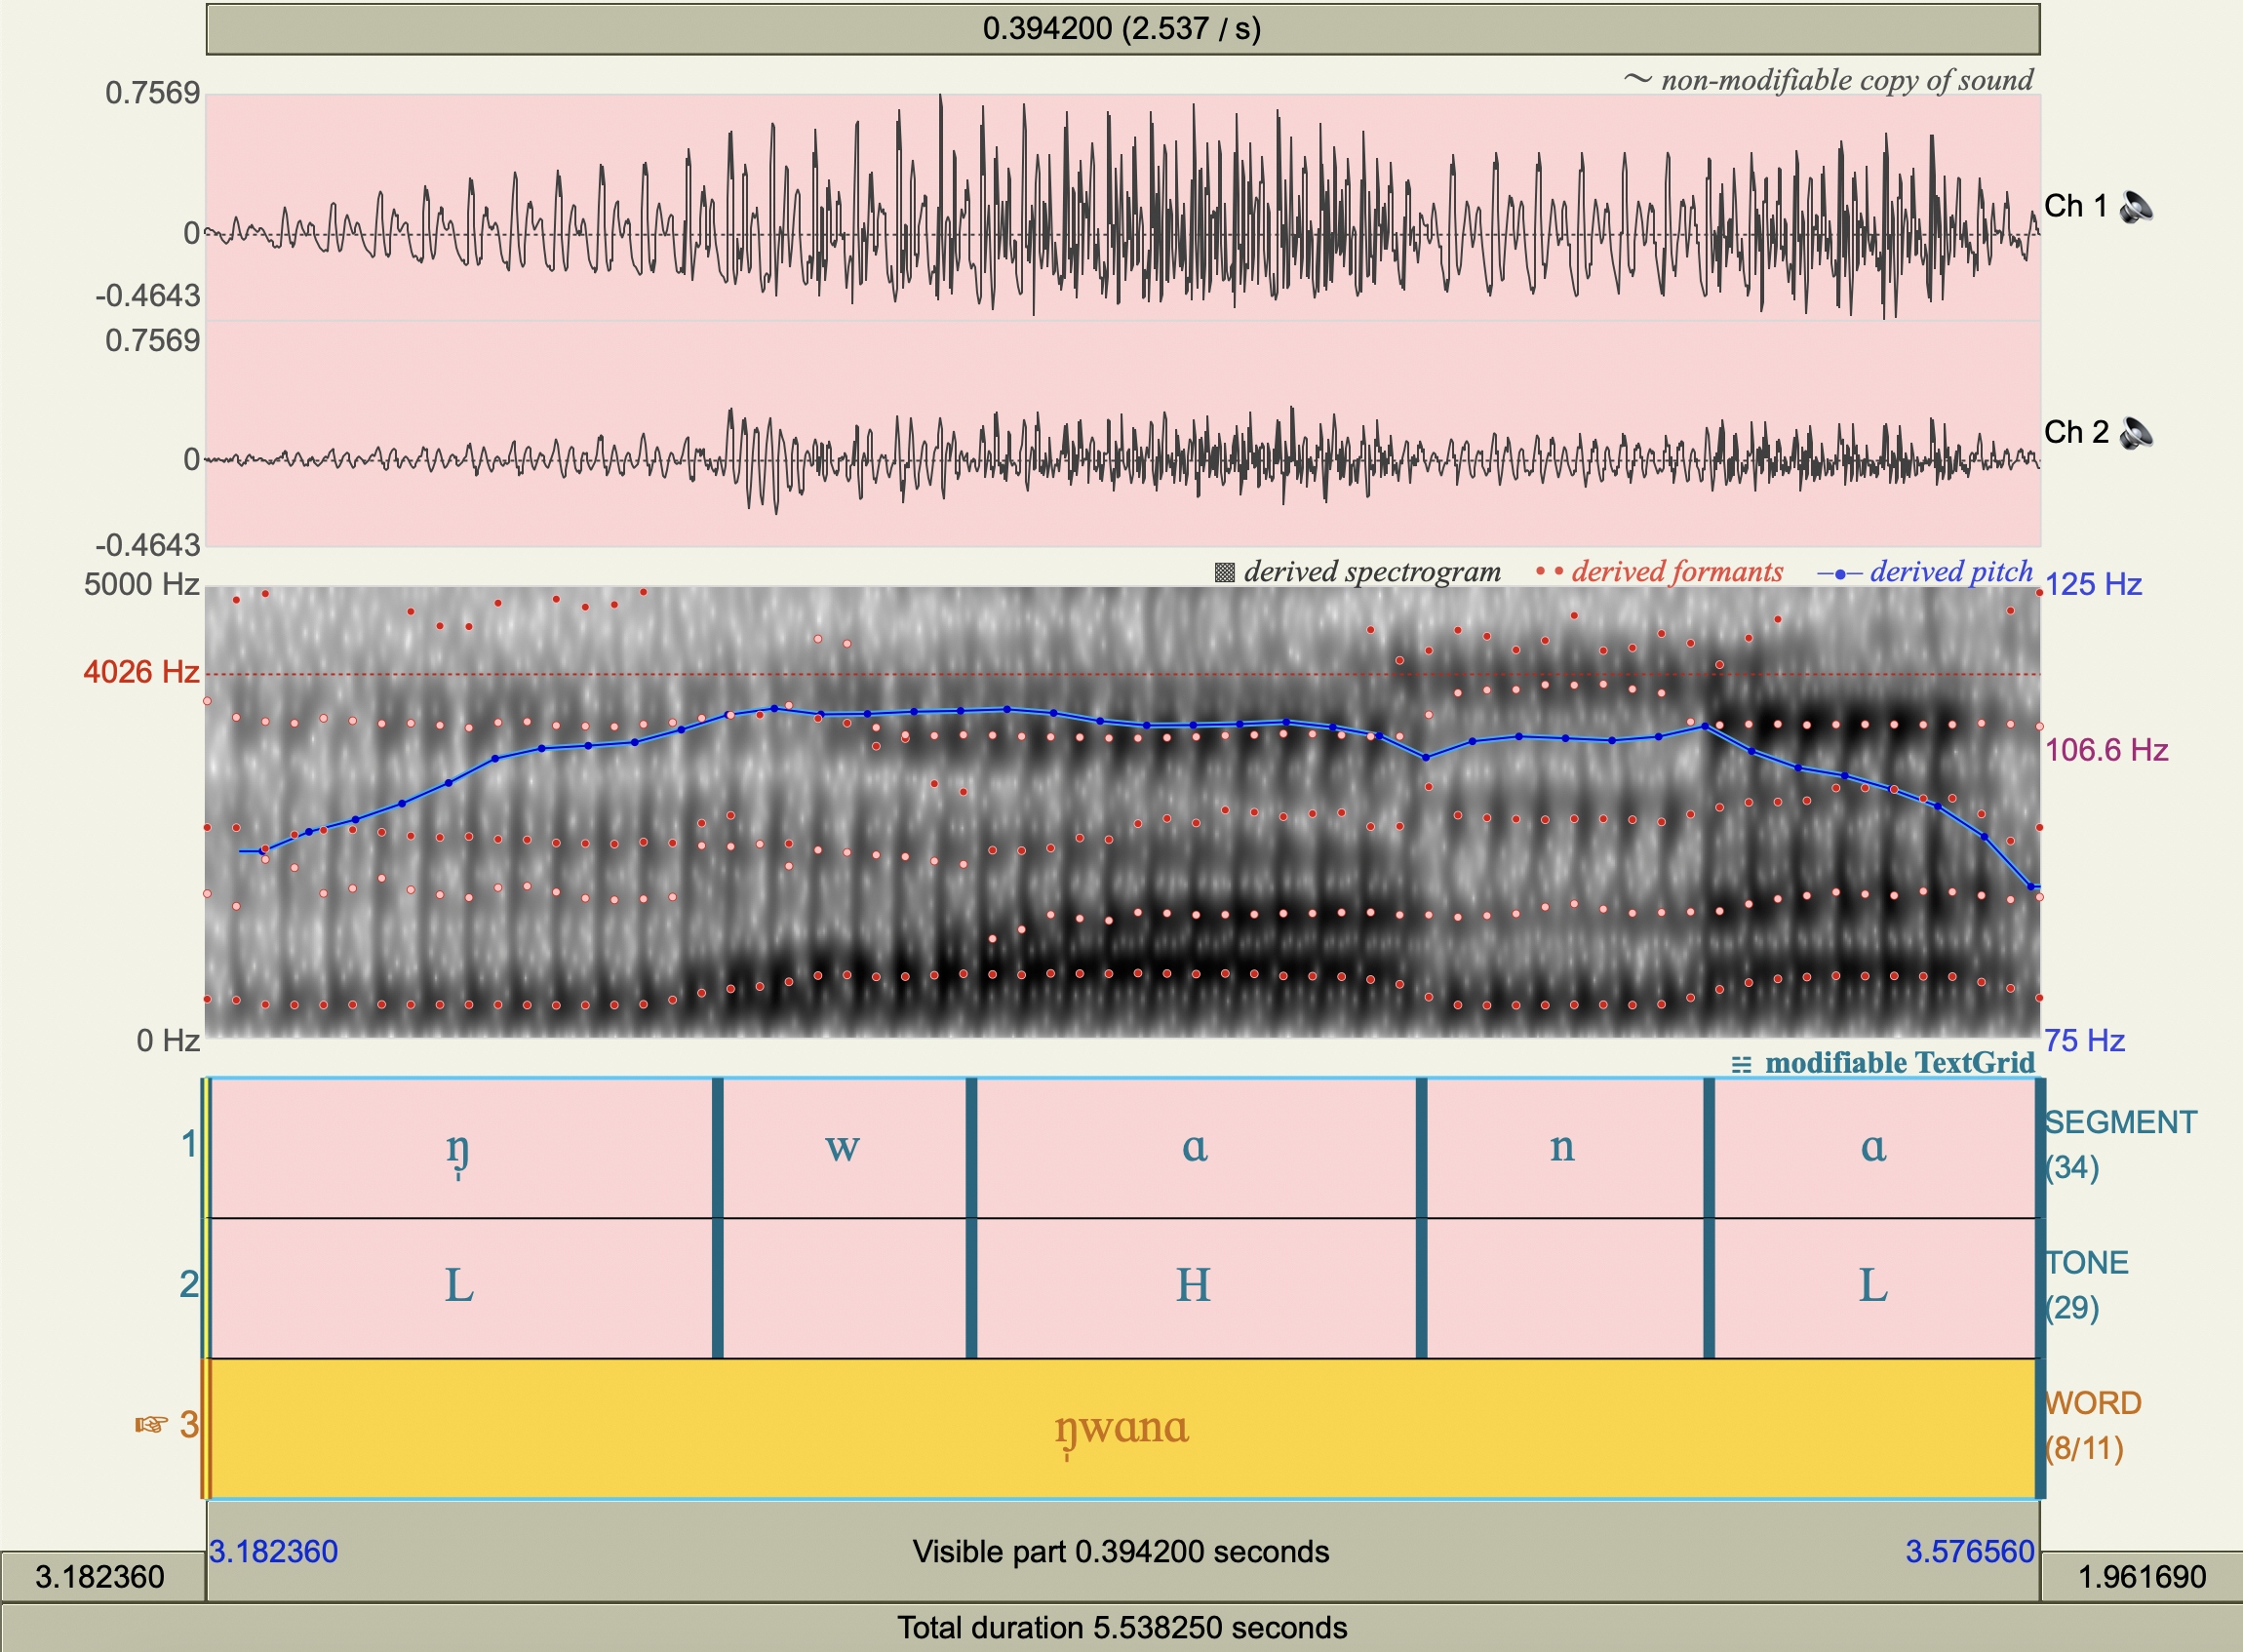 0.394200 (2.537 / s)
～ non-modifiable copy of sound
0.7569
0
-0.4643
Ch 1
0.7569
0
-0.4643
Ch 2
derived spectrogram derived formants derived pitch
5000 Hz
4026 Hz
0 Hz
125 Hz
106.6 Hz
75 Hz
modifiable TextGrid
1 ŋ̩ w ɑ n ɑ SEGMENT
(34)
2 L H L TONE
(29)
☞ 3 ŋ̩wɑnɑ WORD
(8/11)
3.182360 Visible part 0.394200 seconds 3.576560
3.182360 1.961690
Total duration 5.538250 seconds